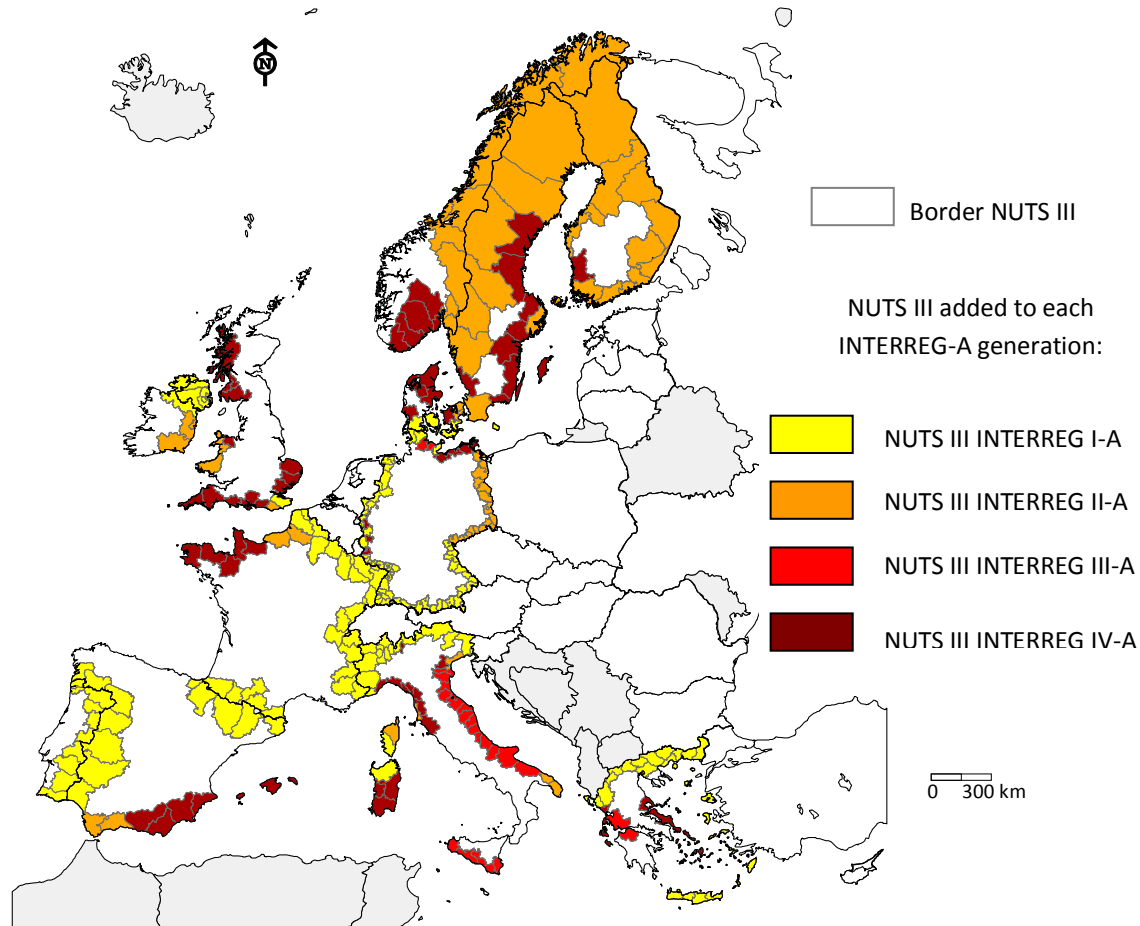 N
Border NUTS III
NUTS III added to each
INTERREG-A generation:
NUTS III INTERREG I-A
NUTS III INTERREG II-A
NUTS III INTERREG III-A
NUTS III INTERREG IV-A
0 300 km